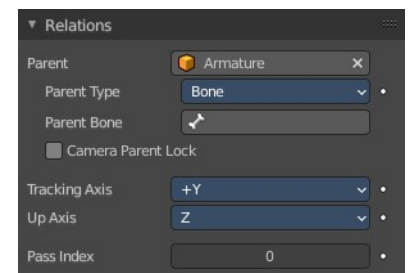 Relations
Parent Armature
Parent Type Bone
Parent Bone
Camera Parent Lock
Tracking Axis +Y
Up Axis Z
Pass Index 0